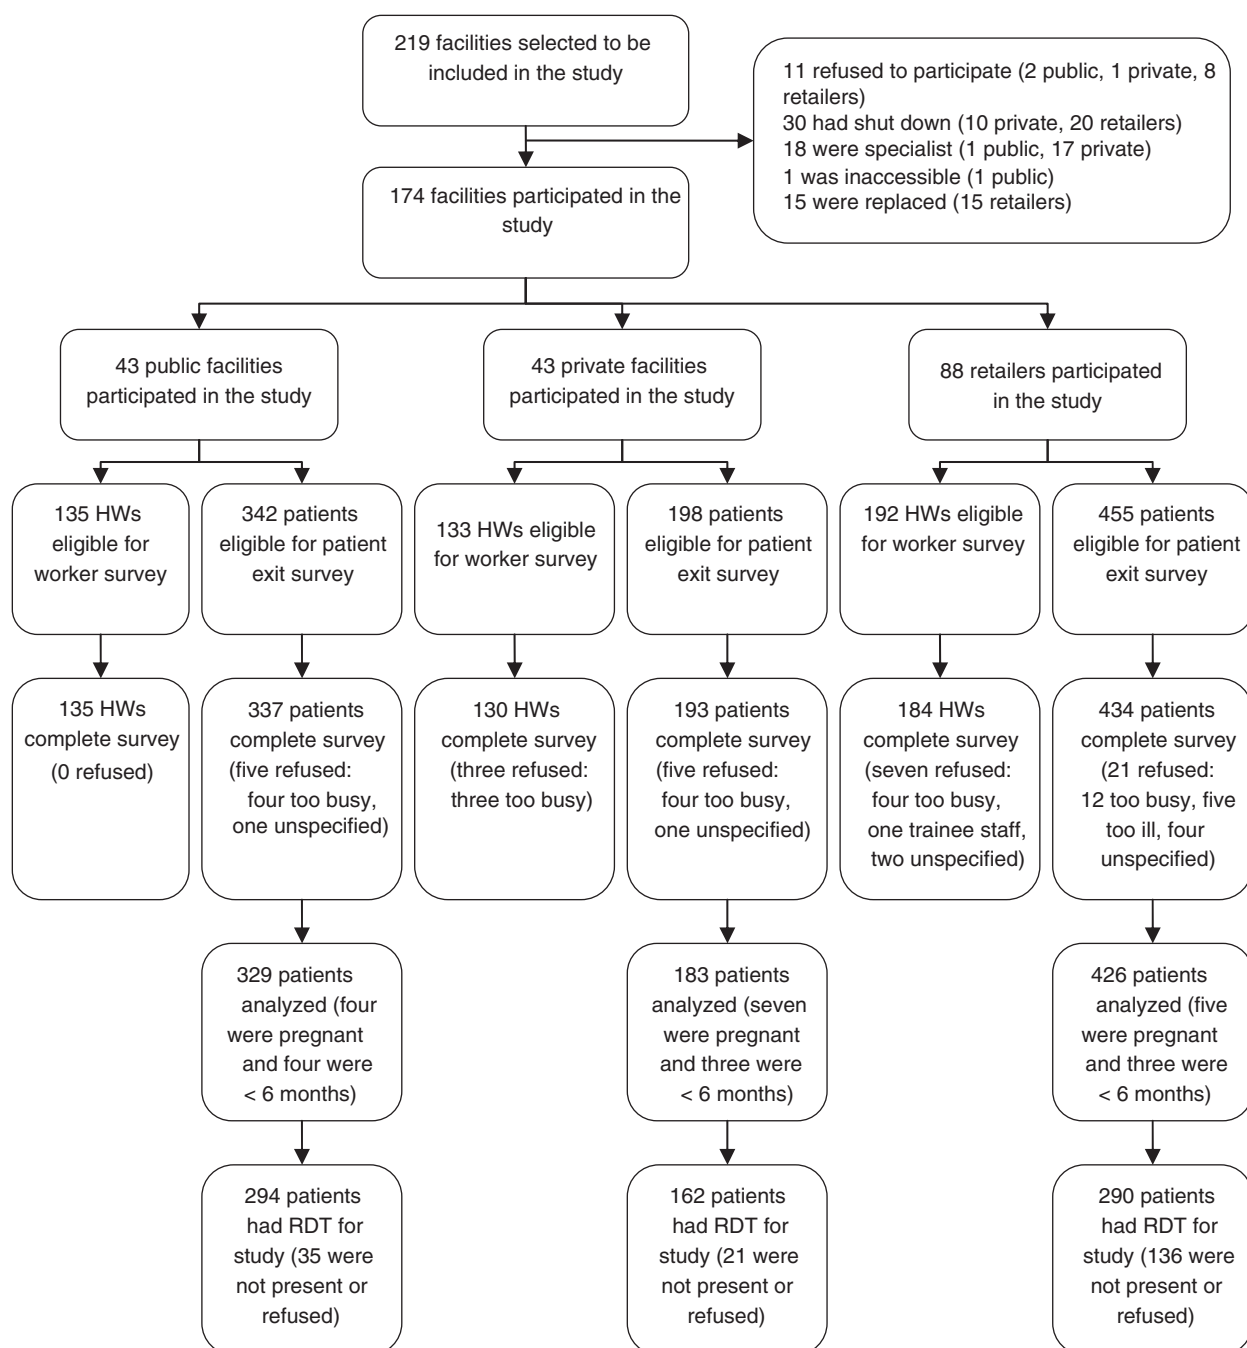 219 facilities selected to be
included in the study
11 refused to participate (2 public, 1 private, 8
retailers)
30 had shut down (10 private, 20 retailers)
18 were specialist (1 public, 17 private)
1 was inaccessible (1 public)
15 were replaced (15 retailers)
174 facilities participated in the
study
43 public facilities
participated in the study
43 private facilities
participated in the study
88 retailers participated
in the study
135 HWs
eligible for
worker survey
342 patients
eligible for patient
exit survey
133 HWs eligible
for worker survey
198 patients
eligible for patient
exit survey
192 HWs eligible
for worker survey
455 patients
eligible for patient
exit survey
135 HWs
complete survey
(0 refused)
337 patients
complete survey
(five refused:
four too busy,
one unspecified)
130 HWs
complete survey
(three refused:
three too busy)
193 patients
complete survey
(five refused:
four too busy,
one unspecified)
184 HWs
complete survey
(seven refused:
four too busy,
one trainee staff,
two unspecified)
434 patients
complete survey
(21 refused:
12 too busy, five
too ill, four
unspecified)
329 patients
analyzed (four
were pregnant
and four were
< 6 months)
183 patients
analyzed (seven
were pregnant
and three were
< 6 months)
426 patients
analyzed (five
were pregnant
and three were
< 6 months)
294 patients
had RDT for
study (35 were
not present or
refused)
162 patients
had RDT for
study (21 were
not present or
refused)
290 patients
had RDT for
study (136 were
not present or
refused)